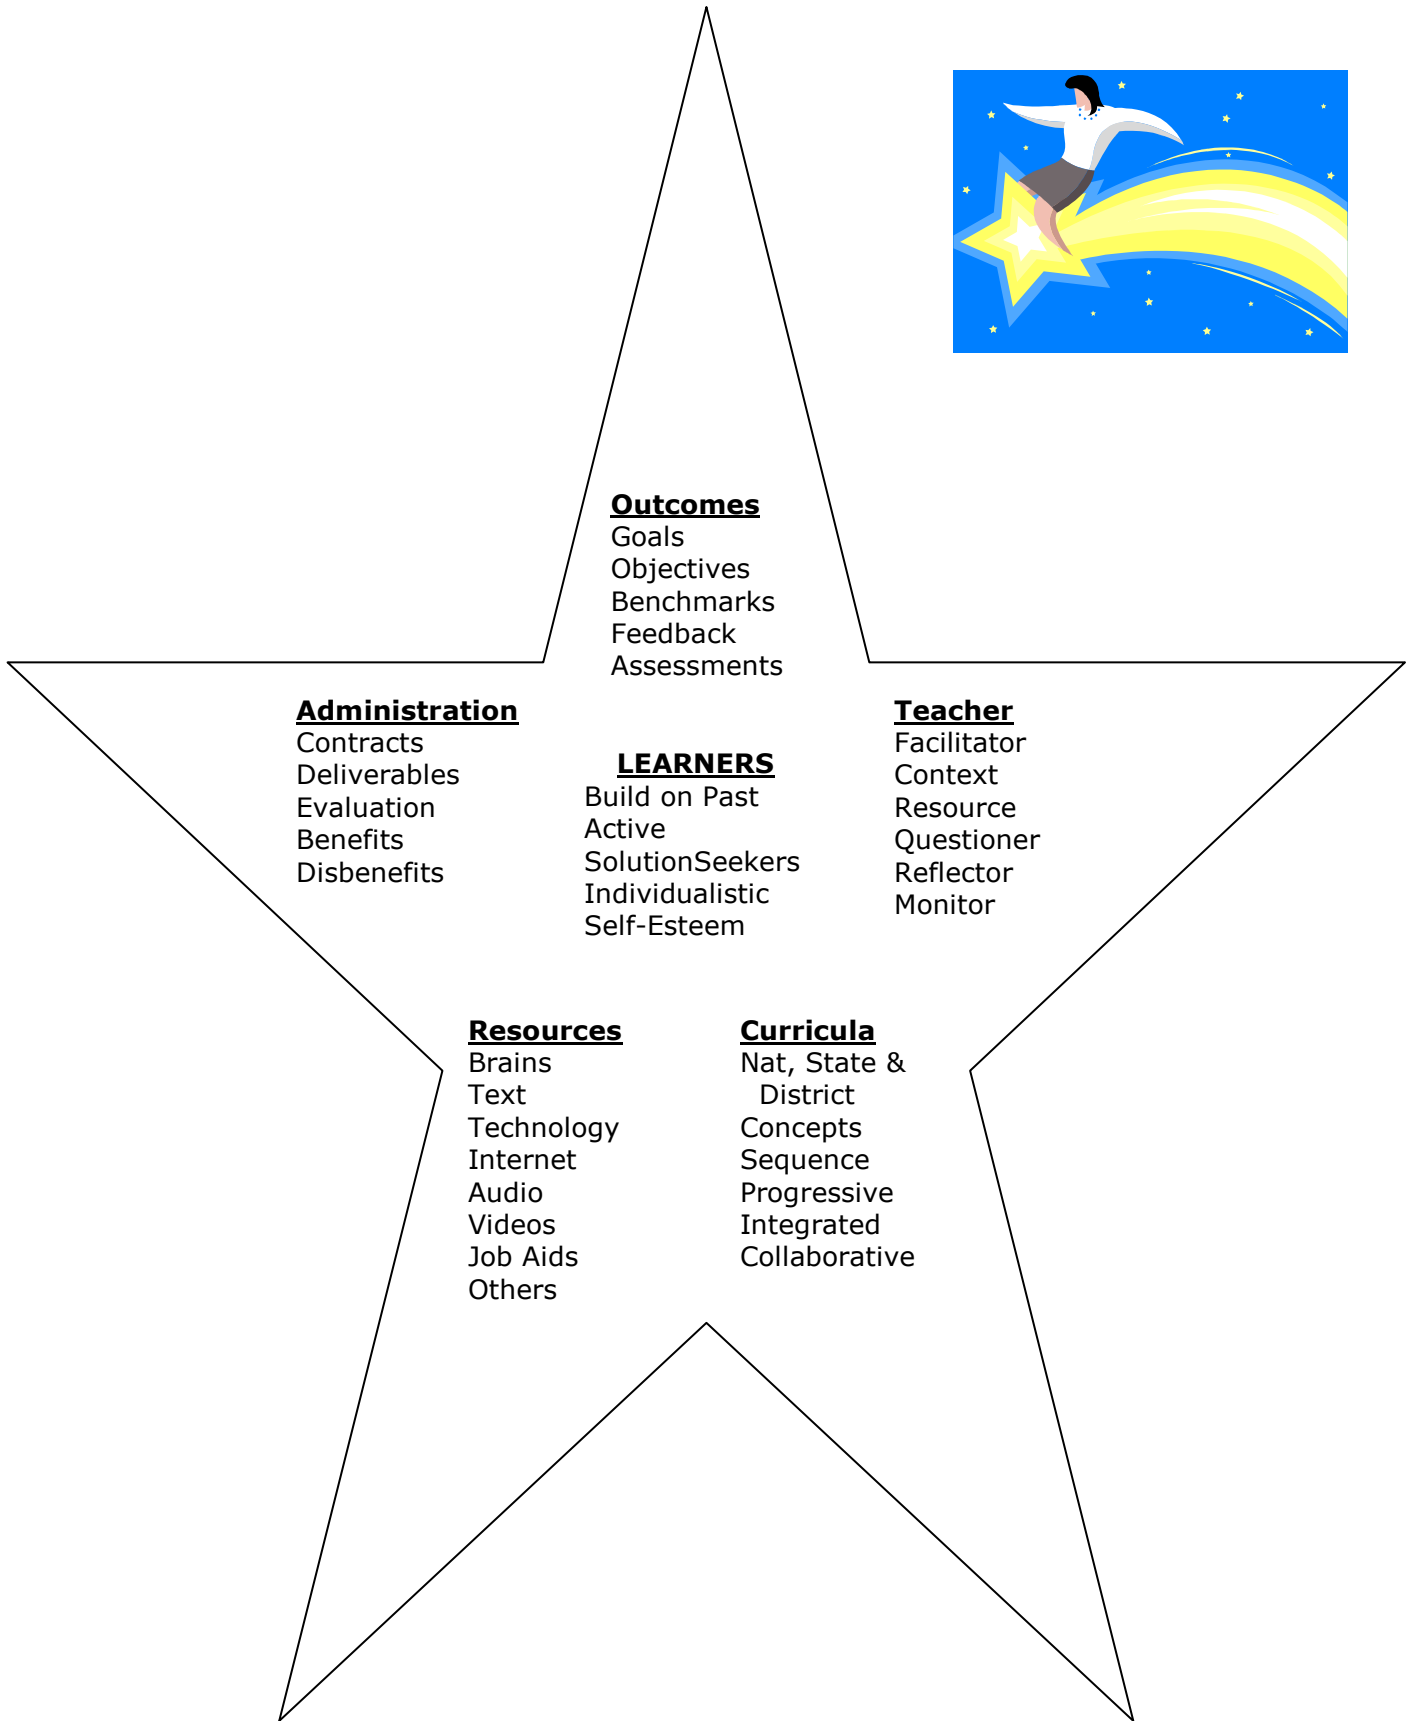 Outcomes
Goals
Objectives
Benchmarks
Feedback
Assessments
Administration
Contracts
Deliverables
Evaluation
Benefits
Disbenefits
LEARNERS
Build on Past
Active
SolutionSeekers
Individualistic
Self-Esteem
Teacher
Facilitator
Context
Resource
Questioner
Reflector
Monitor
Resources
Brains
Text
Technology
Internet
Audio
Videos
Job Aids
Others
Curricula
Nat, State &
District
Concepts
Sequence
Progressive
Integrated
Collaborative